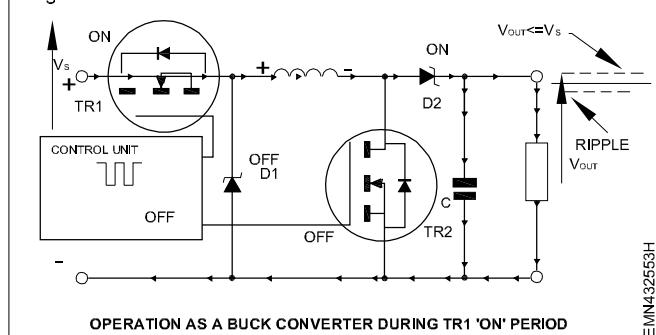 ON
VOUT<=VS
VS
+
+
-
ON
TR1
D2
CONTROL UNIT
OFF
D1
RIPPLE
VOUT
C
OFF
OFF
TR2
-
OPERATION AS A BUCK CONVERTER DURING TR1 'ON' PERIOD
EMN432553H